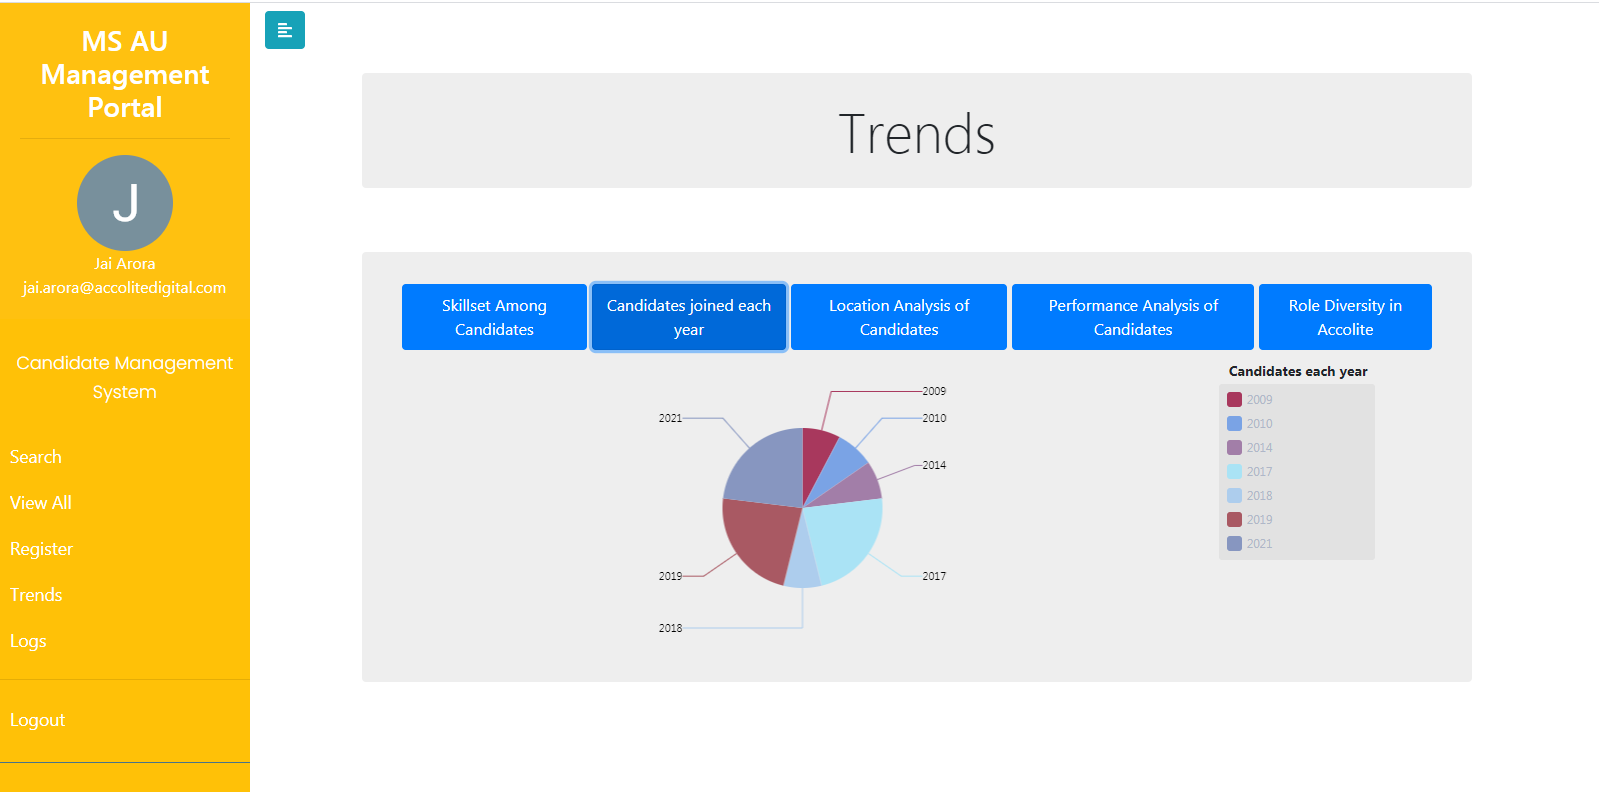 MS AU
Management
Portal
J
Jai Arora
jai.arora@accolitedigital.com
Candidate Management
System
Search
View All
Register
Trends
Logs
Logout
Trends
Skillset Among
Candidates
Candidates joined each
year
Location Analysis of
Candidates
Performance Analysis of
Candidates
Role Diversity in
Accolite
2009
2010
2014
2017
2018
2019
2021
Candidates each year
2009
2010
2014
2017
2018
2019
2021